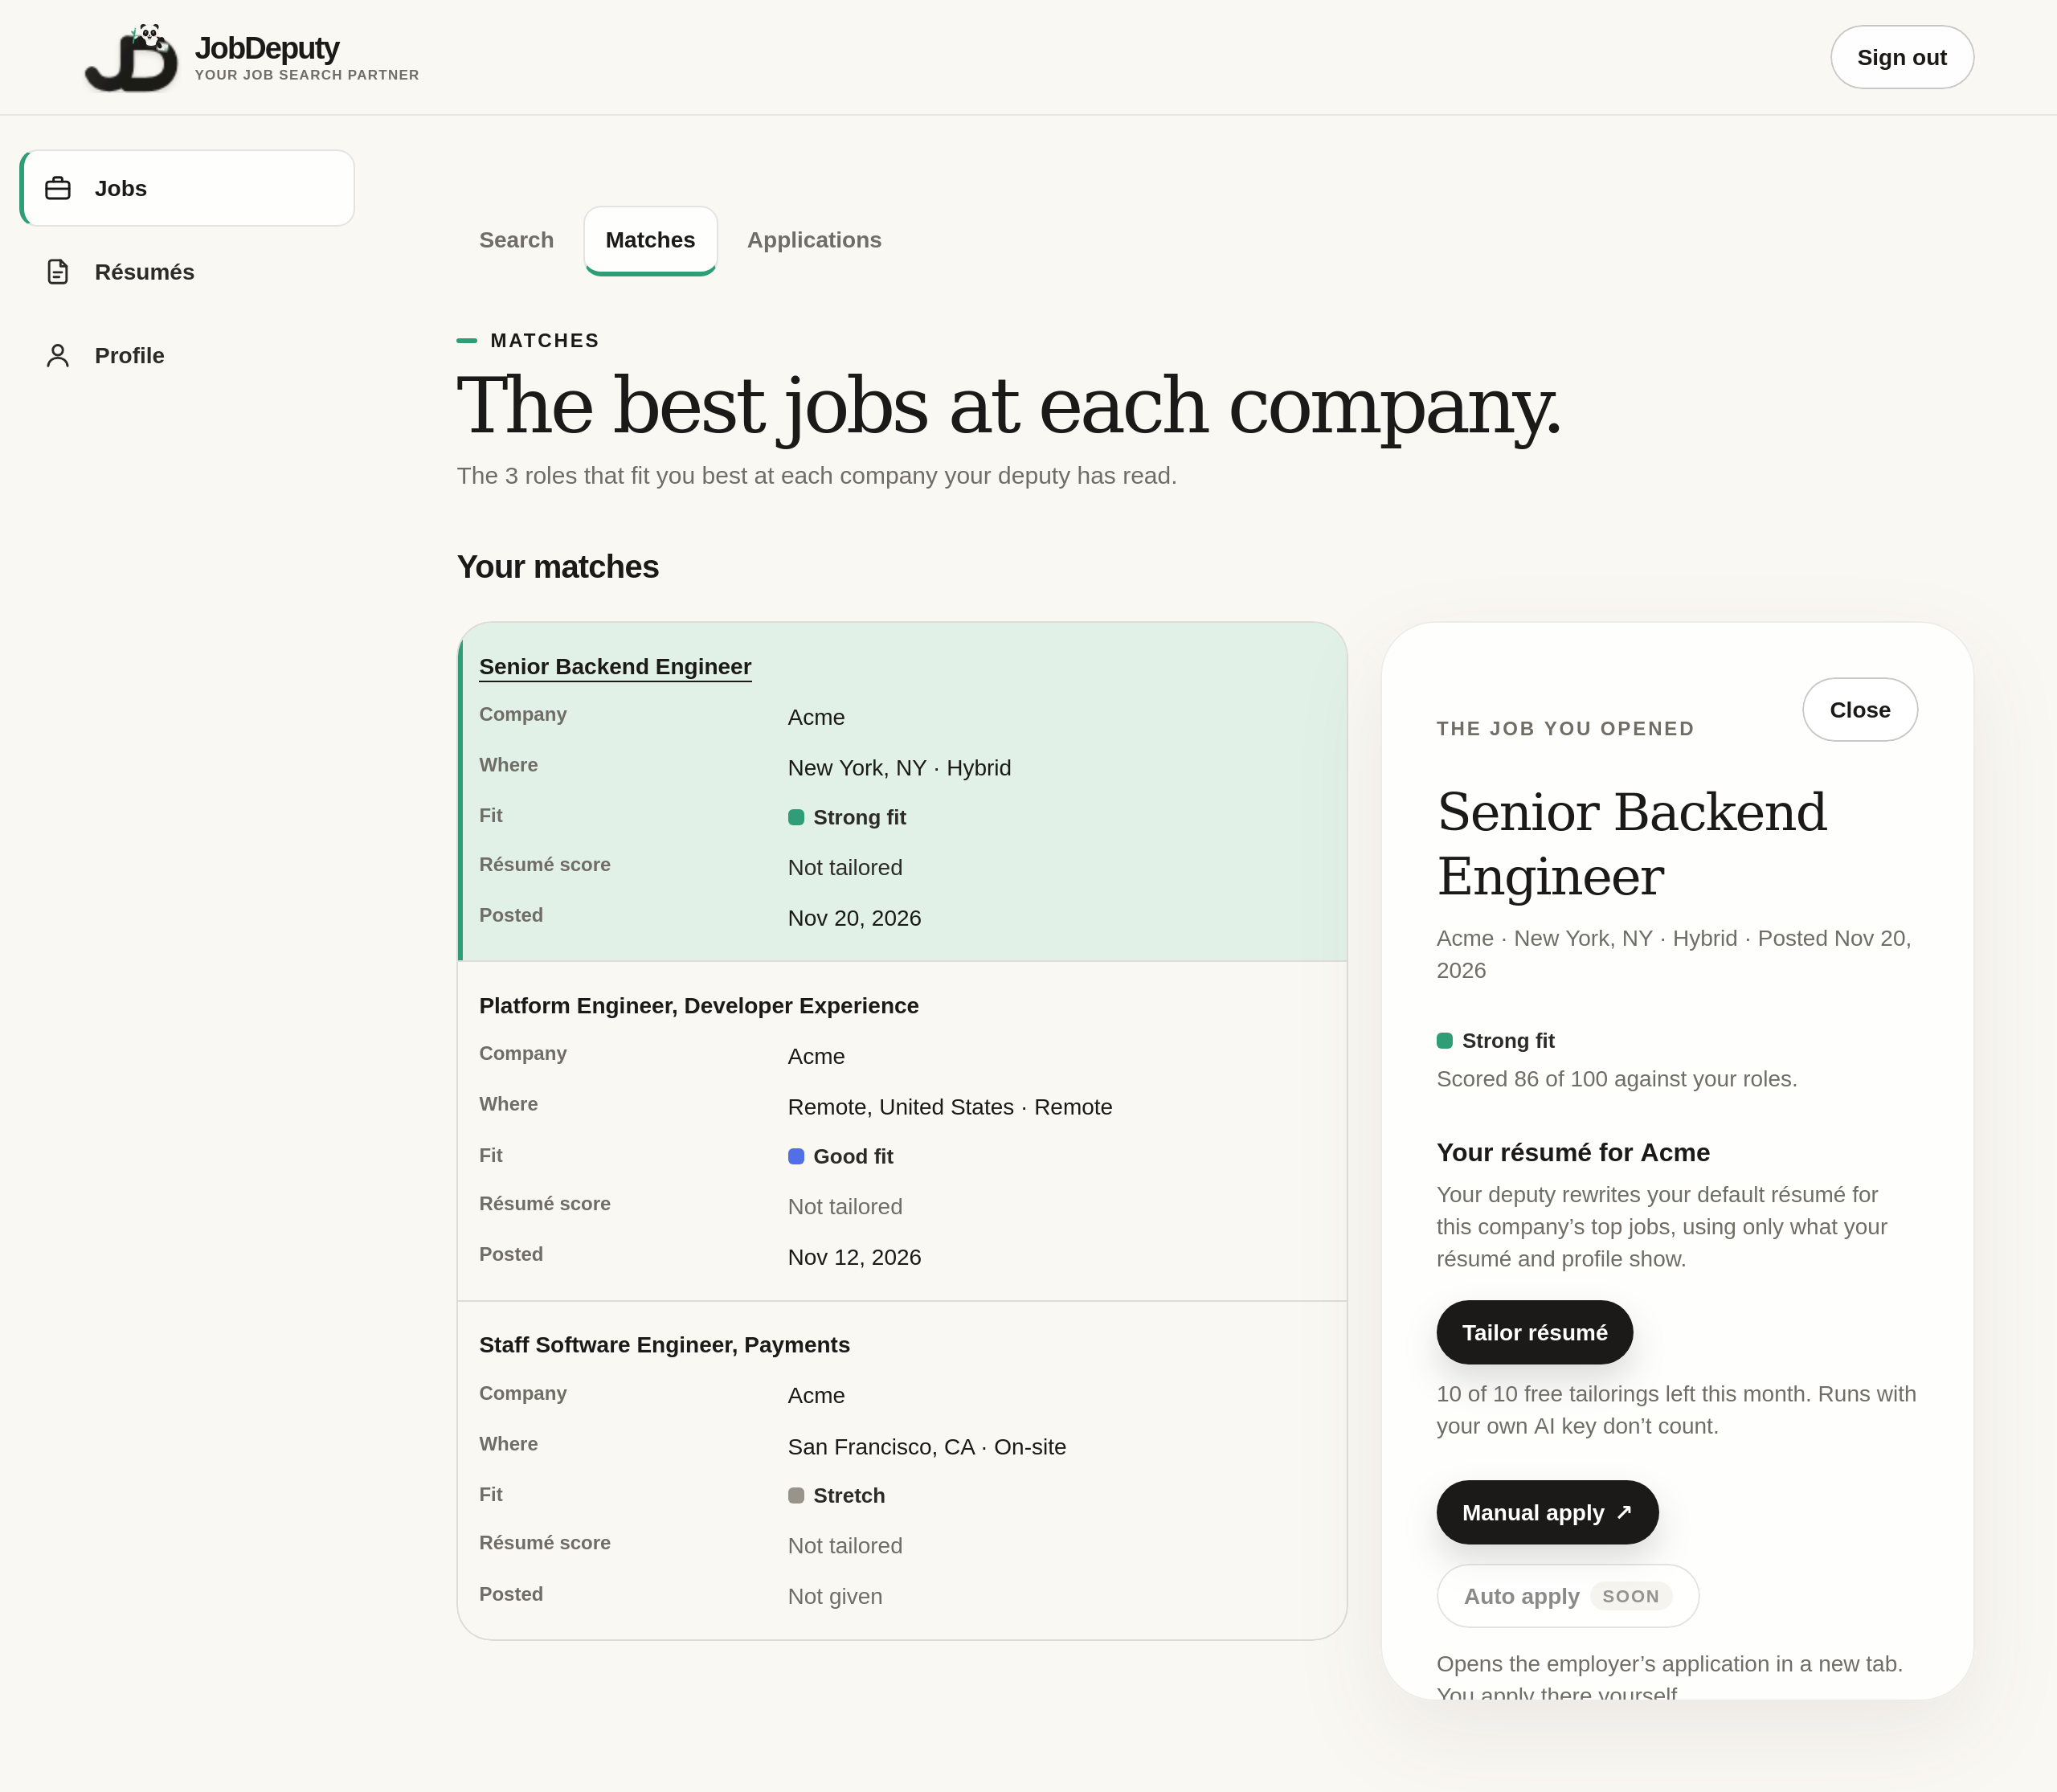 JobDeputy
YOUR JOB SEARCH PARTNER
Sign out
Jobs
Résumés
Profile
Search
Matches
Applications
MATCHES
The best jobs at each company.
The 3 roles that fit you best at each company your deputy has read.
Your matches
Senior Backend Engineer
Company Acme
Where New York, NY · Hybrid
Fit Strong fit
Résumé score Not tailored
Posted Nov 20, 2026
Platform Engineer, Developer Experience
Company Acme
Where Remote, United States · Remote
Fit Good fit
Résumé score Not tailored
Posted Nov 12, 2026
Staff Software Engineer, Payments
Company Acme
Where San Francisco, CA · On-site
Fit Stretch
Résumé score Not tailored
Posted Not given
THE JOB YOU OPENED
Close
Senior Backend
Engineer
Acme · New York, NY · Hybrid · Posted Nov 20,
2026
Strong fit
Scored 86 of 100 against your roles.
Your résumé for Acme
Your deputy rewrites your default résumé for
this company’s top jobs, using only what your
résumé and profile show.
Tailor résumé
10 of 10 free tailorings left this month. Runs with
your own AI key don’t count.
Manual apply ↗
Auto apply SOON
Opens the employer’s application in a new tab.
You apply there yourself.